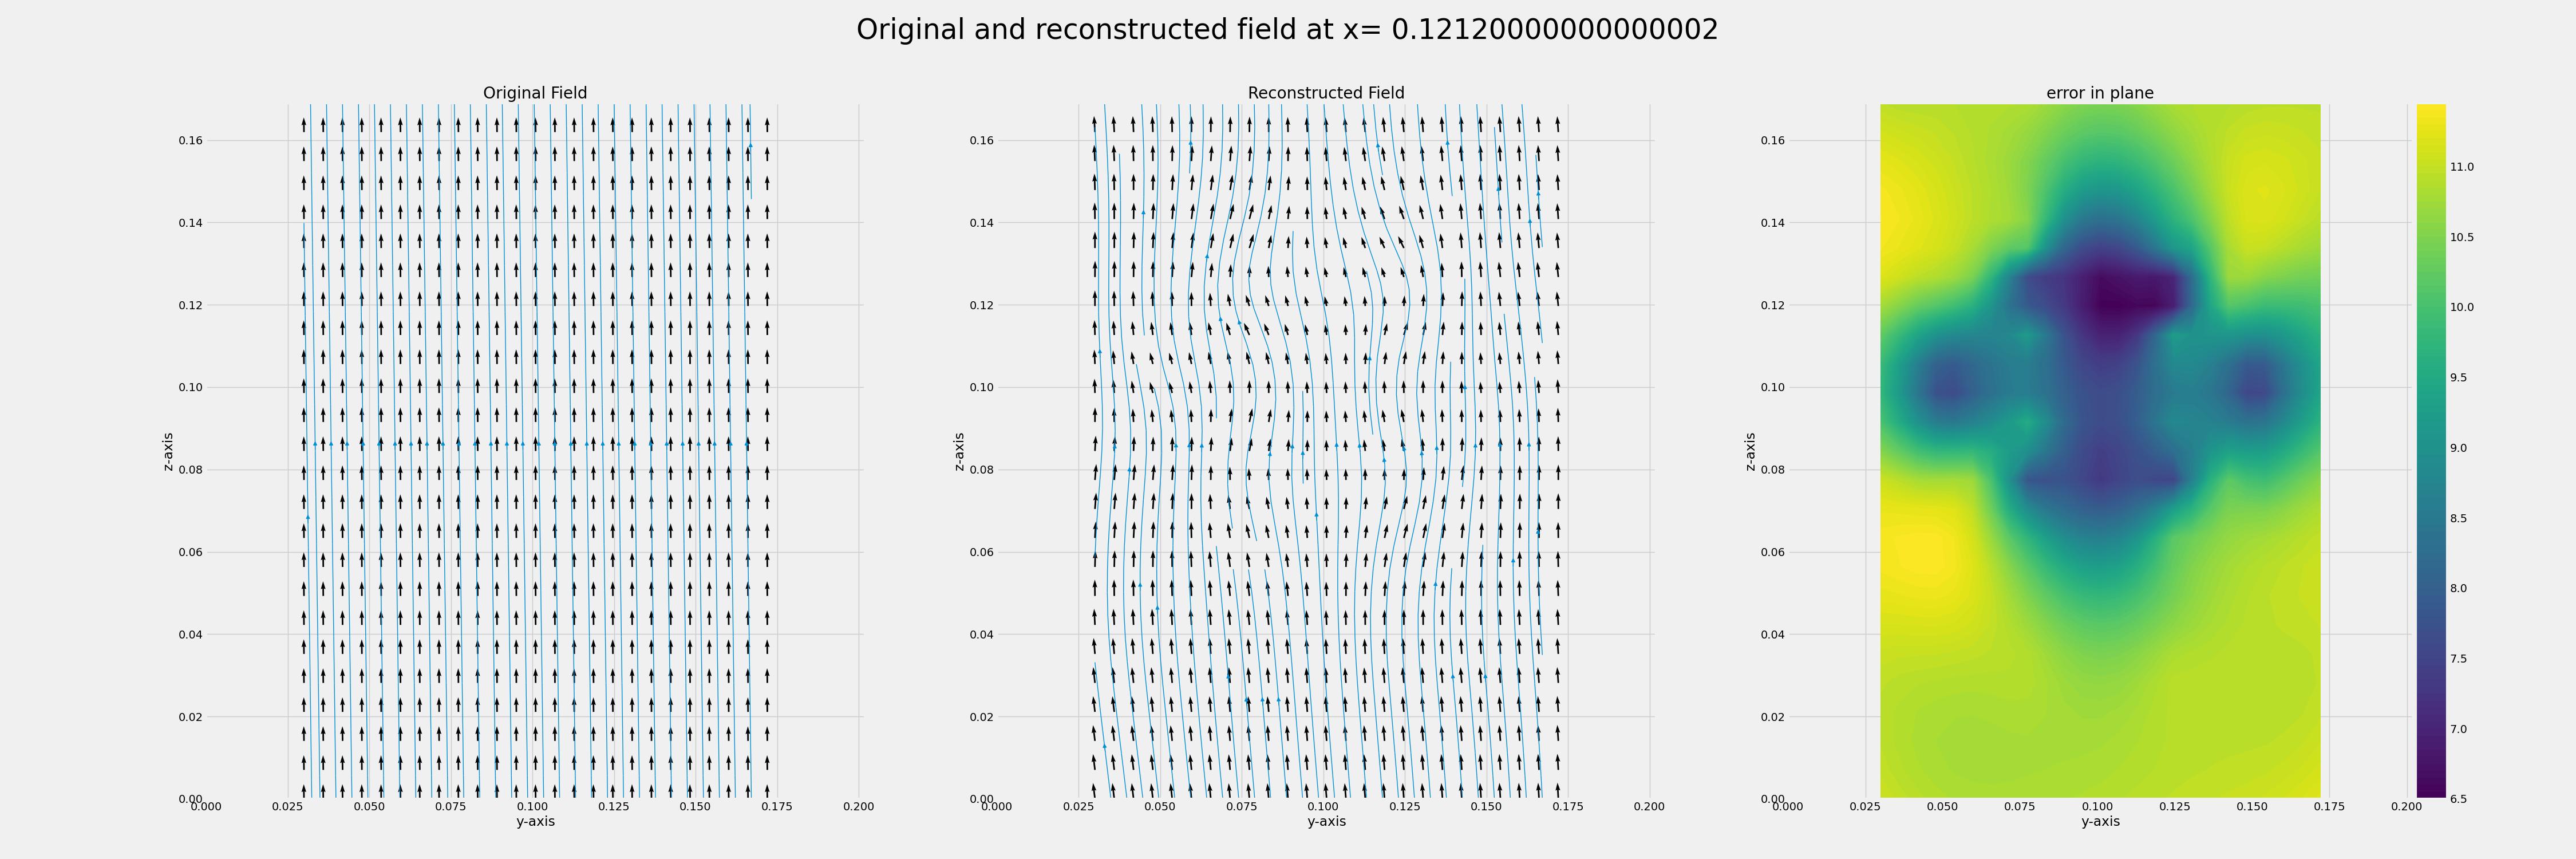 Original and reconstructed field at x= 0.12120000000000002
Original Field
Reconstructed Field
error in plane
0.16
0.14
0.12
0.10
0.08
0.06
0.04
0.02
0.00
z-axis
0.000 0.025 0.050 0.075 0.100 0.125 0.150 0.175 0.200
y-axis
0.16
0.14
0.12
0.10
0.08
0.06
0.04
0.02
0.00
z-axis
0.000 0.025 0.050 0.075 0.100 0.125 0.150 0.175 0.200
y-axis
0.16
0.14
0.12
0.10
0.08
0.06
0.04
0.02
0.00
z-axis
0.000 0.025 0.050 0.075 0.100 0.125 0.150 0.175 0.200
y-axis
11.0
10.5
10.0
9.5
9.0
8.5
8.0
7.5
7.0
6.5